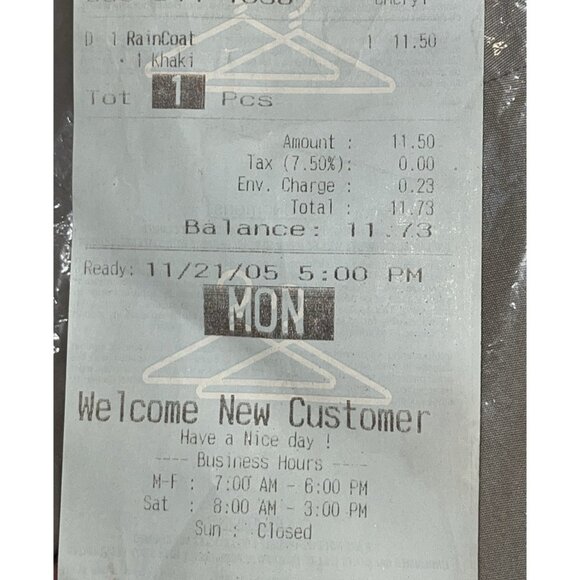 D 1 RainCoat 1 11.50
· 1 Khaki
Tot 1 Pcs
Amount : 11.50
Tax (7.50%): 0.00
Env. Charge : 0.23
Total : 11.73
Balance: 11.73
Ready: 11/21/05 5:00 PM
MON
Welcome New Customer
Have a Nice day !
---- Business Hours ----
M-F : 7:00 AM - 6:00 PM
Sat : 8:00 AM - 3:00 PM
Sun : Closed